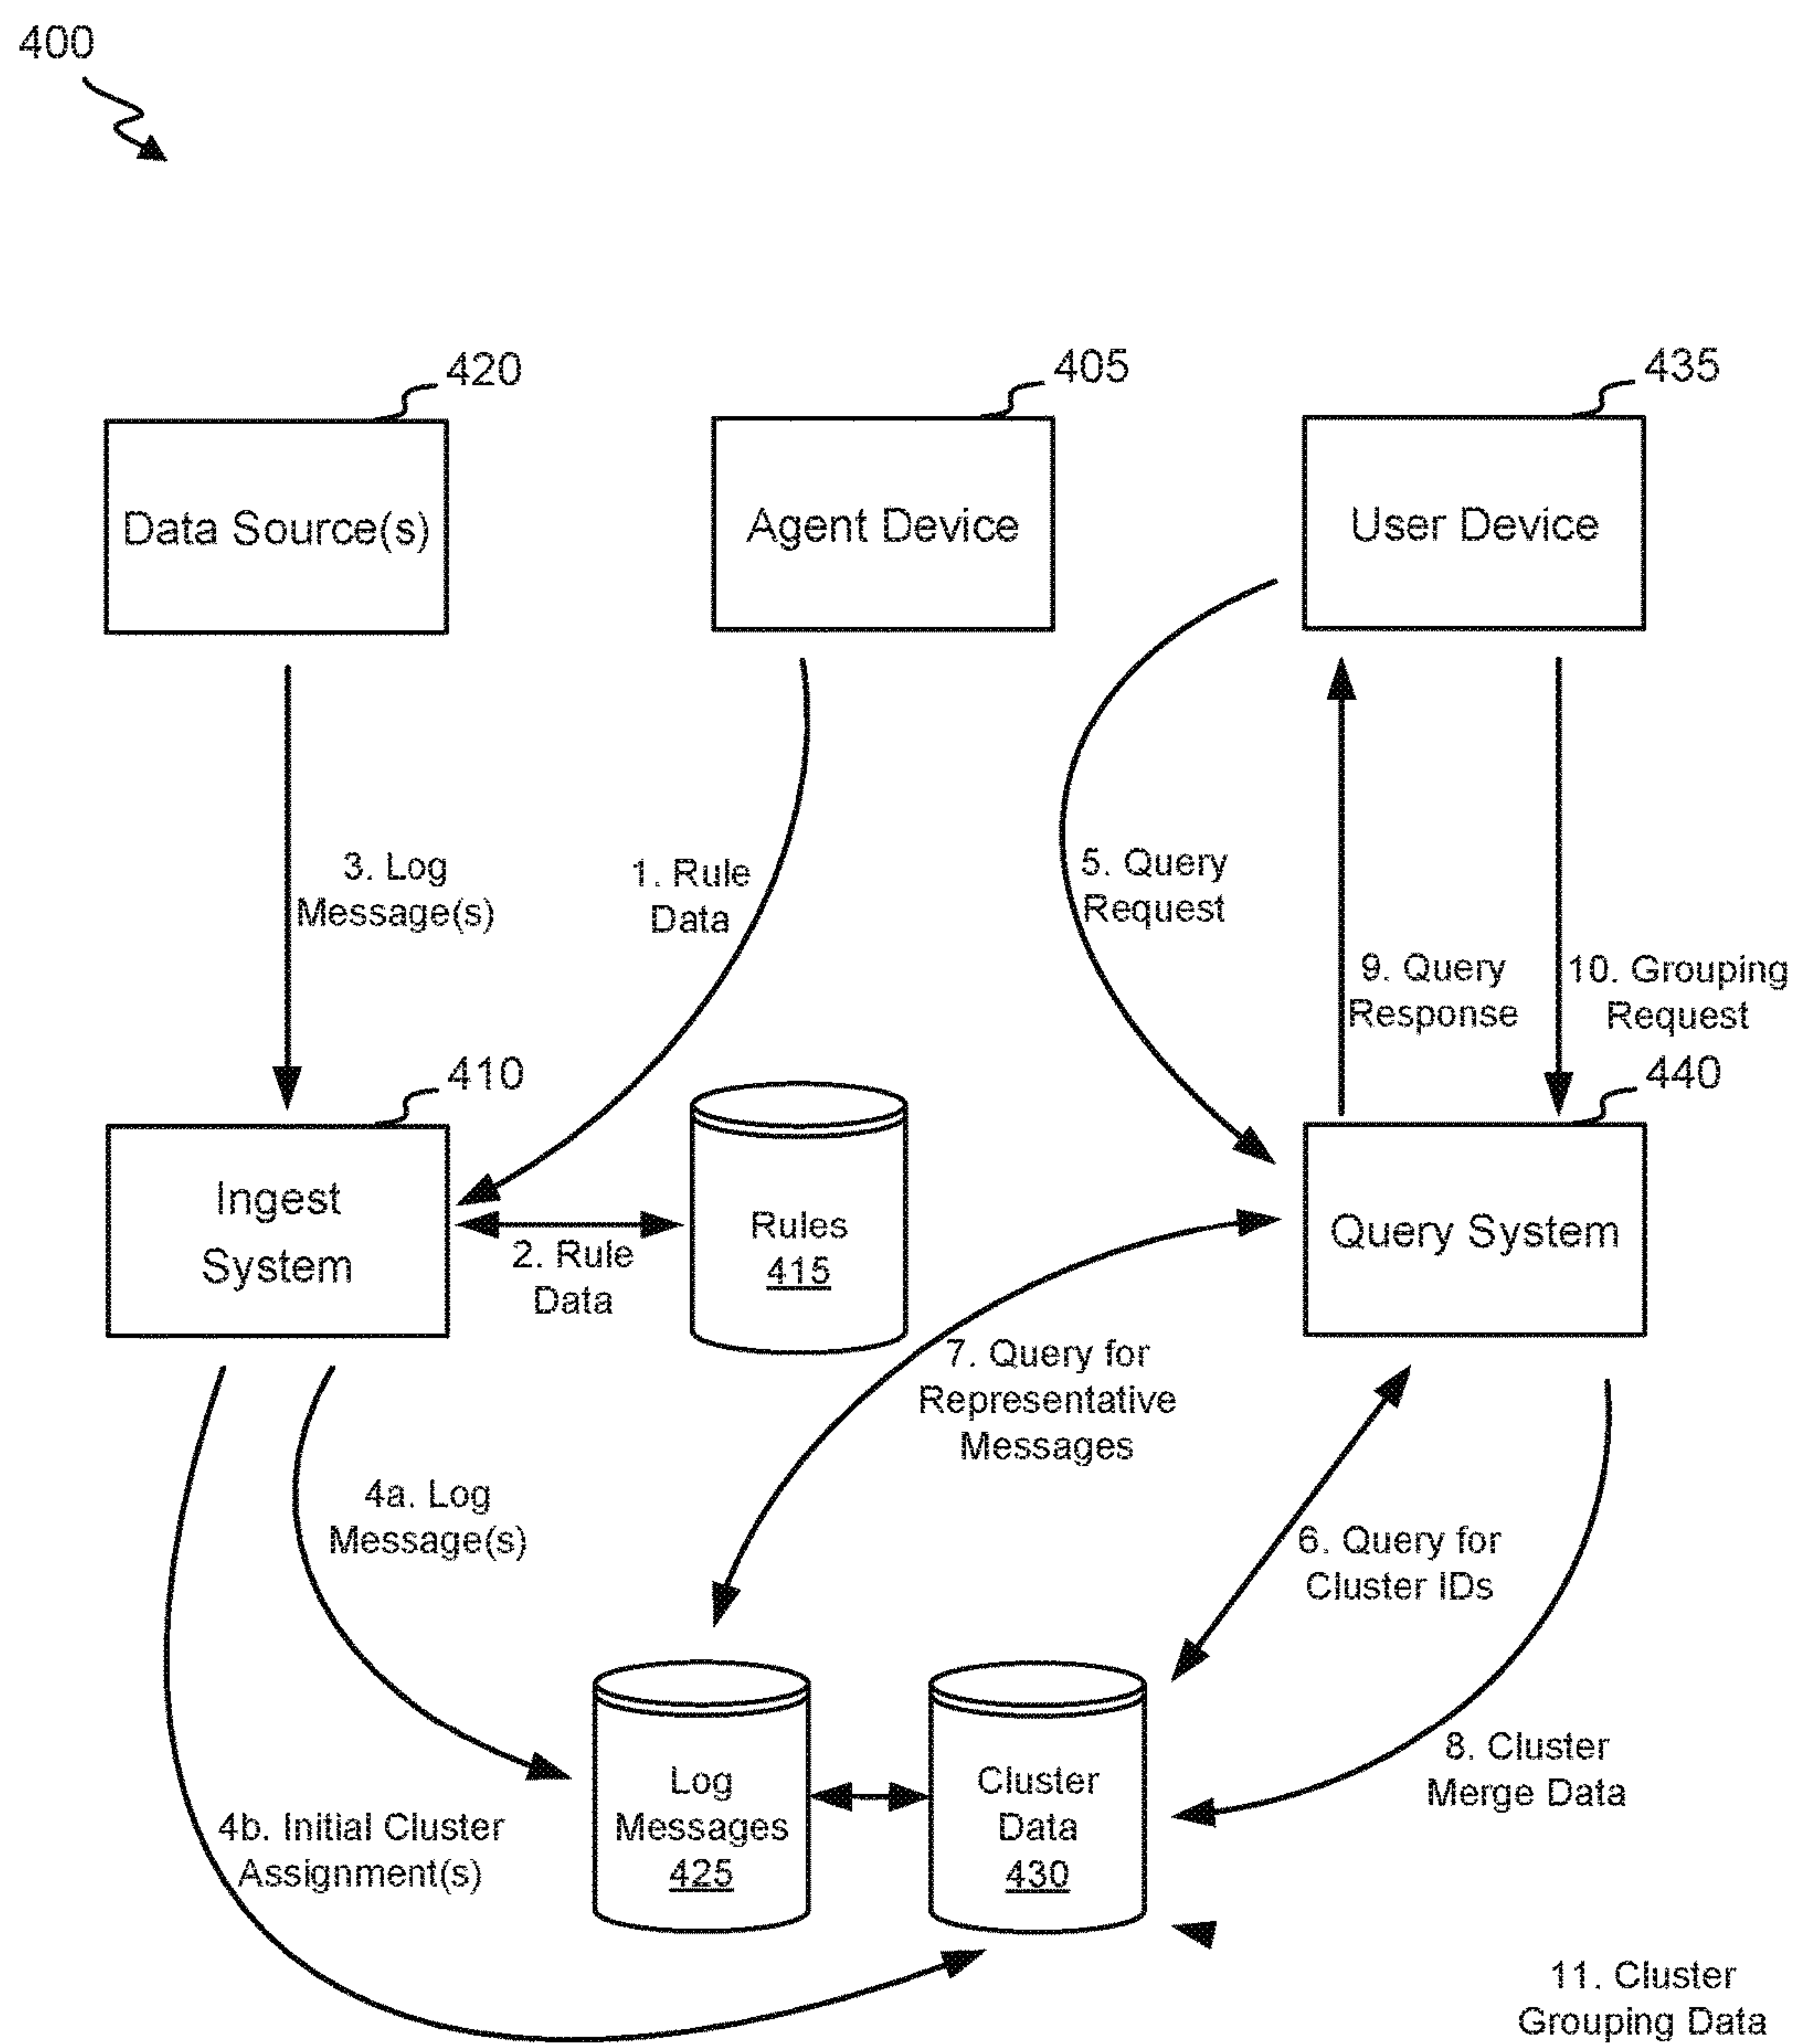 400
420
405
435
Data Source(s)
Agent Device
User Device
3. Log
Message(s)
1. Rule
Data
5. Query
Request
9. Query
Response
10. Grouping
Request
410
440
Ingest
System
2. Rule
Data
Rules
415
Query System
7. Query for
Representative
Messages
4a. Log
Message(s)
6. Query for
Cluster IDs
8. Cluster
Merge Data
4b. Initial Cluster
Assignment(s)
Log
Messages
425
Cluster
Data
430
11. Cluster
Grouping Data